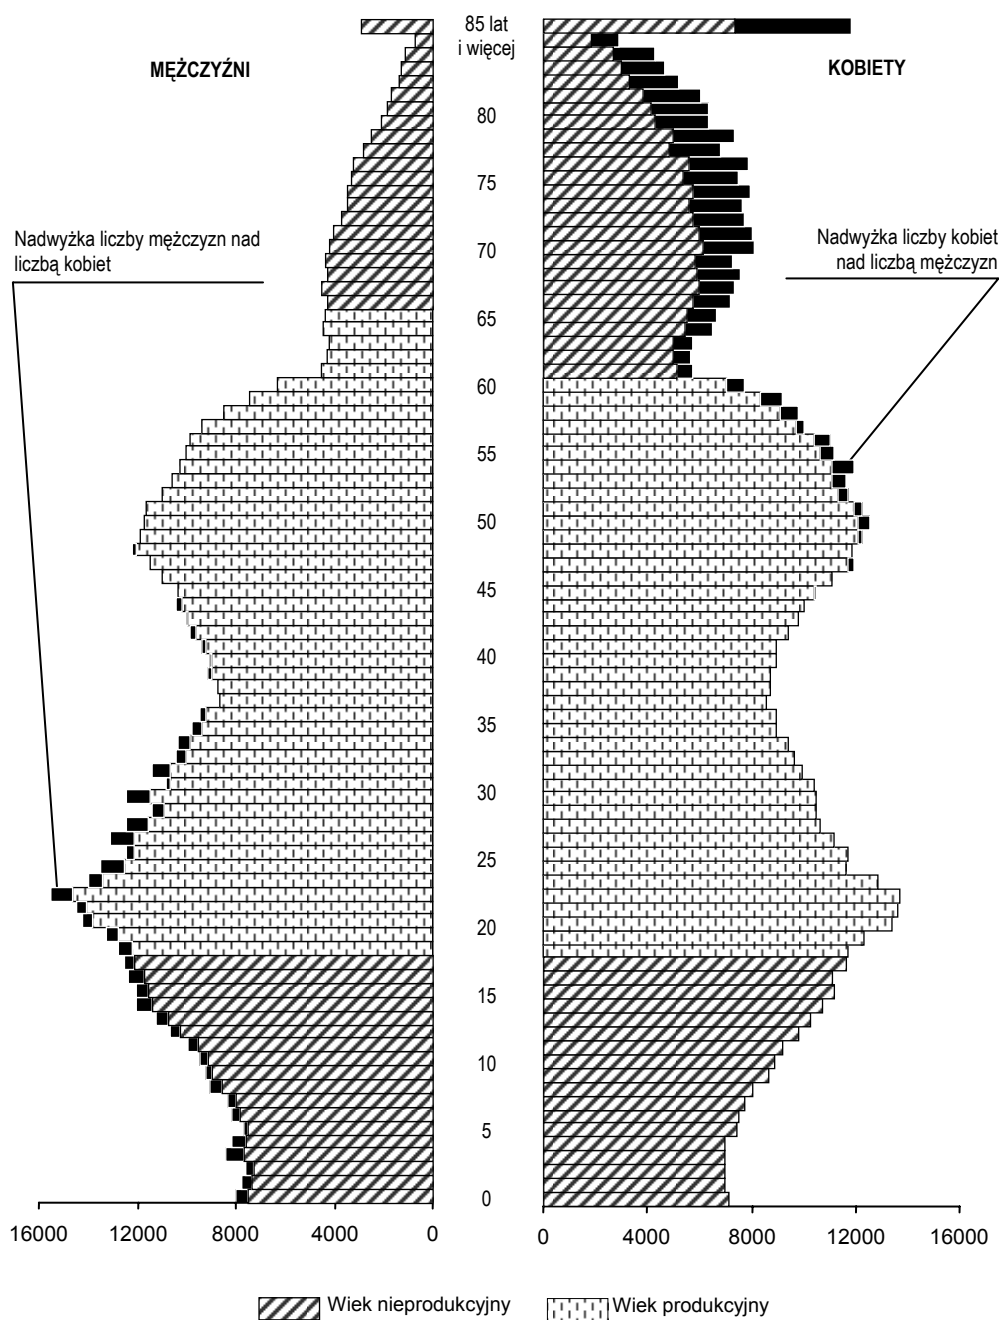 85 lat
i więcej
MĘŻCZYŹNI
KOBIETY
80
75
Nadwyżka liczby mężczyzn nad
liczbą kobiet
Nadwyżka liczby kobiet
nad liczbą mężczyzn
70
65
60
55
50
45
40
35
30
25
20
15
10
5
0
16000 12000 8000 4000 0 0 4000 8000 12000 16000
Wiek nieprodukcyjny Wiek produkcyjny